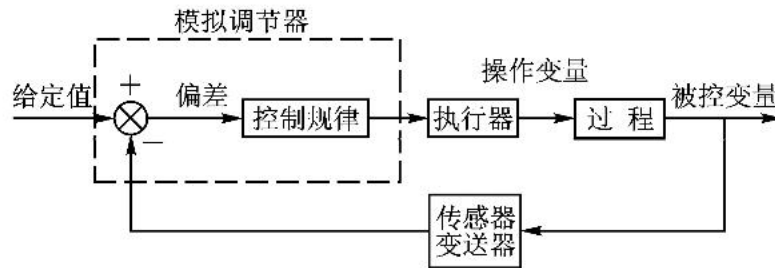 模拟调节器
给定值
+
−
偏差
控制规律
执行器
操作变量
过 程
被控变量
传感器
变送器